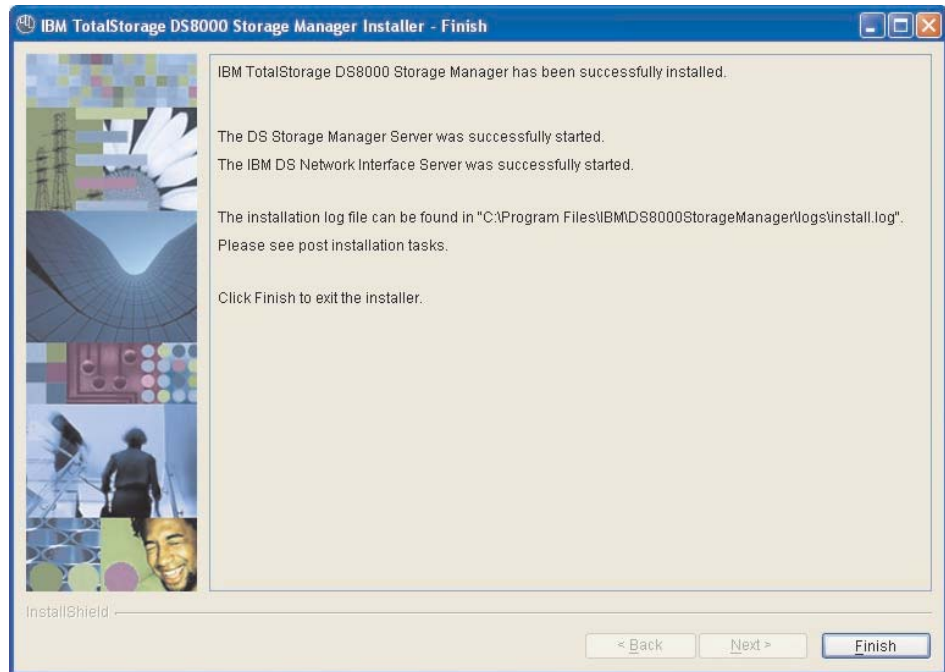 IBM TotalStorage DS8000 Storage Manager Installer - Finish
IBM TotalStorage DS8000 Storage Manager has been successfully installed.
The DS Storage Manager Server was successfully started.
The IBM DS Network Interface Server was successfully started.
The installation log file can be found in "C:\Program Files\IBM\DS8000StorageManager\logs\install.log".
Please see post installation tasks.
Click Finish to exit the installer.
InstallShield
< Back Next > Finish